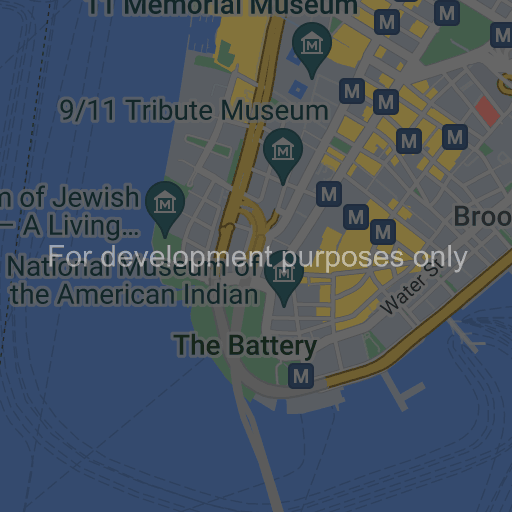 11 Memorial Museum
M
M
M
M
M
9/11 Tribute Museum
M
M
M
m of Jewish
– A Living...
M
M
Broo
For development purposes only
National Museum of
the American Indian
Water St
The Battery
M